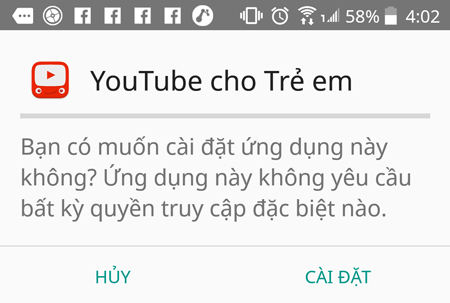 1 58% 4:02
YouTube cho Trẻ em
Bạn có muốn cài đặt ứng dụng này
không? Ứng dụng này không yêu cầu
bất kỳ quyền truy cập đặc biệt nào.
HỦY CÀI ĐẶT